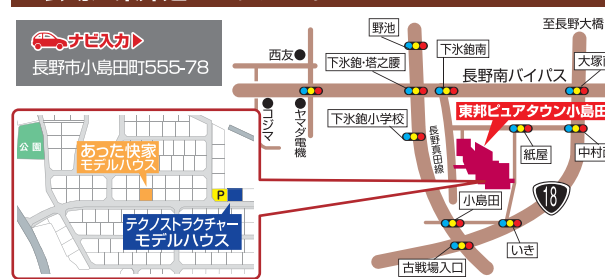 ナビ入力
長野市小島田町555-78
西友
コジマ
ヤマダ電機
野池
下氷鉋・塔之腰
下氷鉋南
至長野大橋
長野南バイパス
大塚南
下氷鉋小学校
長野真田線
東邦ピュアタウン小島田
紙屋
中村西
小島田
18
いき
古戦場入口
公園
あった快家
モデルハウス
P
テクノストラクチャー
モデルハウス